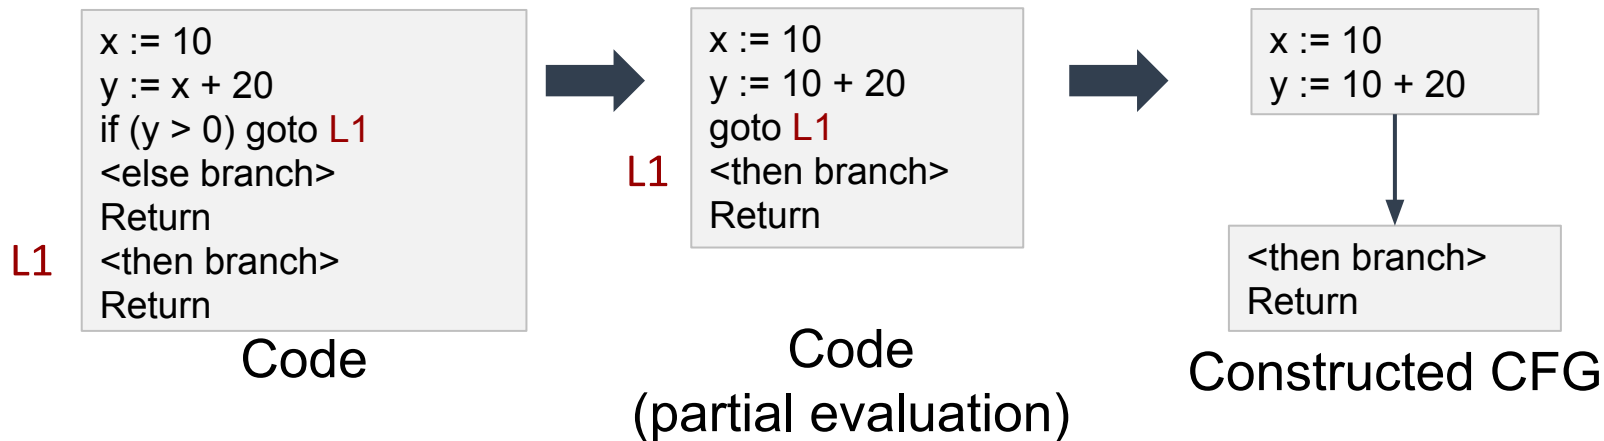 x := 10
y := x + 20
if (y > 0) goto L1
<else branch>
Return
L1 <then branch>
Return
Code
x := 10
y := 10 + 20
goto L1
L1 <then branch>
Return
Code
(partial evaluation)
x := 10
y := 10 + 20
<then branch>
Return
Constructed CFG